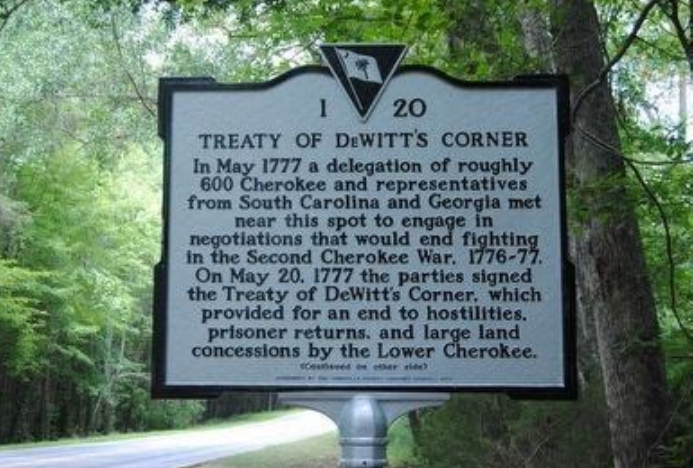 1 20
TREATY OF DeWITT'S CORNER
In May 1777 a delegation of roughly
600 Cherokee and representatives
from South Carolina and Georgia met
near this spot to engage in
negotiations that would end fighting
in the Second Cherokee War, 1776-77.
On May 20, 1777 the parties signed
the Treaty of DeWitt's Corner, which
provided for an end to hostilities,
prisoner returns, and large land
concessions by the Lower Cherokee.
(Continued on other side)